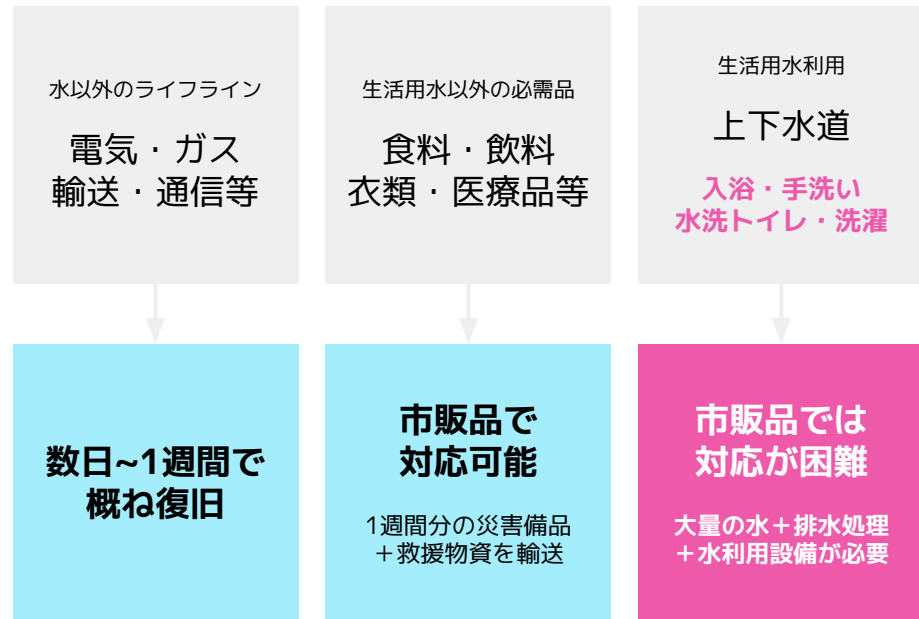 水以外のライフライン
電気・ガス
輸送・通信等
生活用水以外の必需品
食料・飲料
衣類・医療品等
生活用水利用
上下水道
入浴・手洗い
水洗トイレ・洗濯
数日~1週間で
概ね復旧
市販品で
対応可能
1週間分の災害備品
＋救援物資を輸送
市販品では
対応が困難
大量の水＋排水処理
＋水利用設備が必要